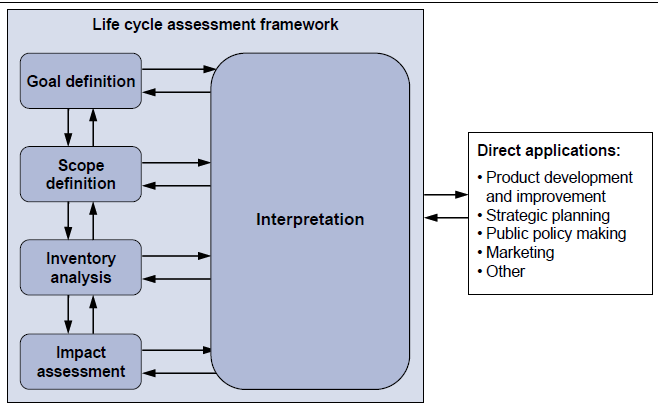 Life cycle assessment framework
Goal definition
Scope
definition
Inventory
analysis
Impact
assessment
Interpretation
Direct applications:
• Product development
and improvement
• Strategic planning
• Public policy making
• Marketing
• Other